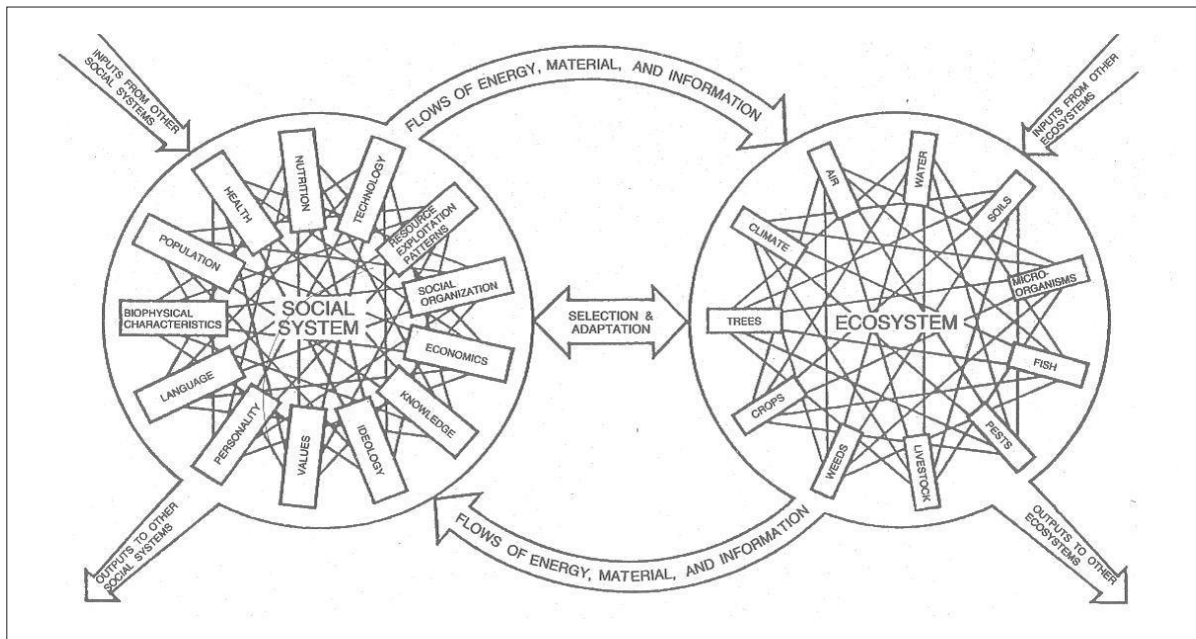 INPUTS FROM OTHER
SOCIAL SYSTEMS
FLOWS OF ENERGY, MATERIAL, AND INFORMATION
INPUTS FROM OTHER
ECOSYSTEMS
HEALTH
NUTRITION
TECHNOLOGY
RESOURCE
EXPLOITATION
PATTERNS
POPULATION
SOCIAL
ORGANIZATION
BIOPHYSICAL
CHARACTERISTICS
SOCIAL
SYSTEM
ECONOMICS
LANGUAGE
KNOWLEDGE
PERSONALITY
VALUES
IDEOLOGY
SELECTION &
ADAPTATION
AIR
WATER
SOILS
CLIMATE
MICRO-
ORGANISMS
TREES
ECOSYSTEM
FISH
CROPS
PESTS
WEEDS
LIVESTOCK
OUTPUTS TO OTHER
SOCIAL SYSTEMS
FLOWS OF ENERGY, MATERIAL, AND INFORMATION
OUTPUTS TO OTHER
ECOSYSTEMS